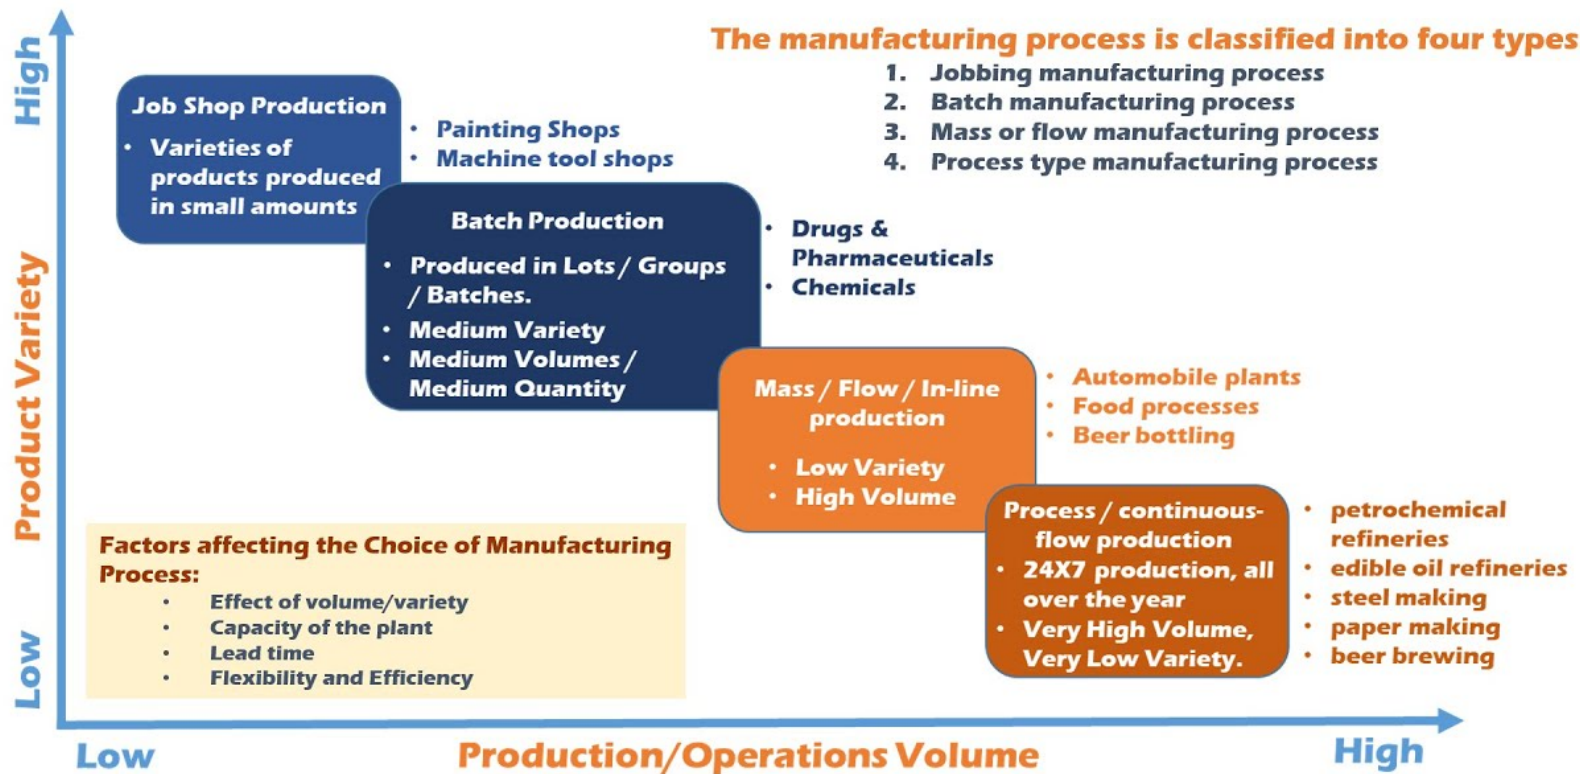 High
The manufacturing process is classified into four types
1. Jobbing manufacturing process
2. Batch manufacturing process
3. Mass or flow manufacturing process
4. Process type manufacturing process
Job Shop Production
• Varieties of
products produced
in small amounts
• Painting Shops
• Machine tool shops
Batch Production
• Produced in Lots / Groups
/ Batches.
• Medium Variety
• Medium Volumes /
Medium Quantity
• Drugs &
Pharmaceuticals
• Chemicals
Product Variety
Mass / Flow / In-line
production
• Low Variety
• High Volume
• Automobile plants
• Food processes
• Beer bottling
Process / continuous-
flow production
• 24X7 production, all
over the year
• Very High Volume,
Very Low Variety.
• petrochemical
refineries
• edible oil refineries
• steel making
• paper making
• beer brewing
Factors affecting the Choice of Manufacturing
Process:
• Effect of volume/variety
• Capacity of the plant
• Lead time
• Flexibility and Efficiency
Low
Low
Production/Operations Volume
High